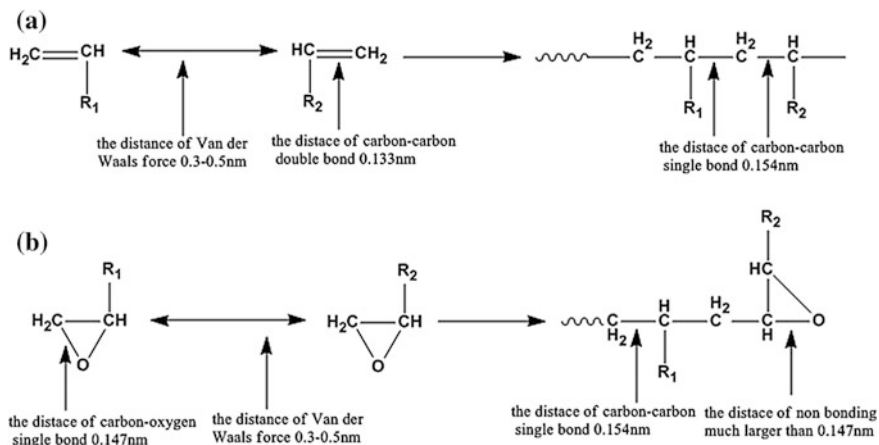 (a)
H₂C CH HC CH₂ H₂ C H C H₂ C H C
R₁ R₂ R₁ R₂
the distance of Van der
Waals force 0.3-0.5nm
the distace of carbon-carbon
double bond 0.133nm
the distace of carbon-carbon
single bond 0.154nm
(b)
R₁ R₂ R₂
HC
H₂C CH H₂C CH C H₂ H C H₂ C C H O
O O R₁
the distace of carbon-oxygen
single bond 0.147nm
the distance of Van der
Waals force 0.3-0.5nm
the distace of carbon-carbon
single bond 0.154nm
the distace of non bonding
much larger than 0.147nm